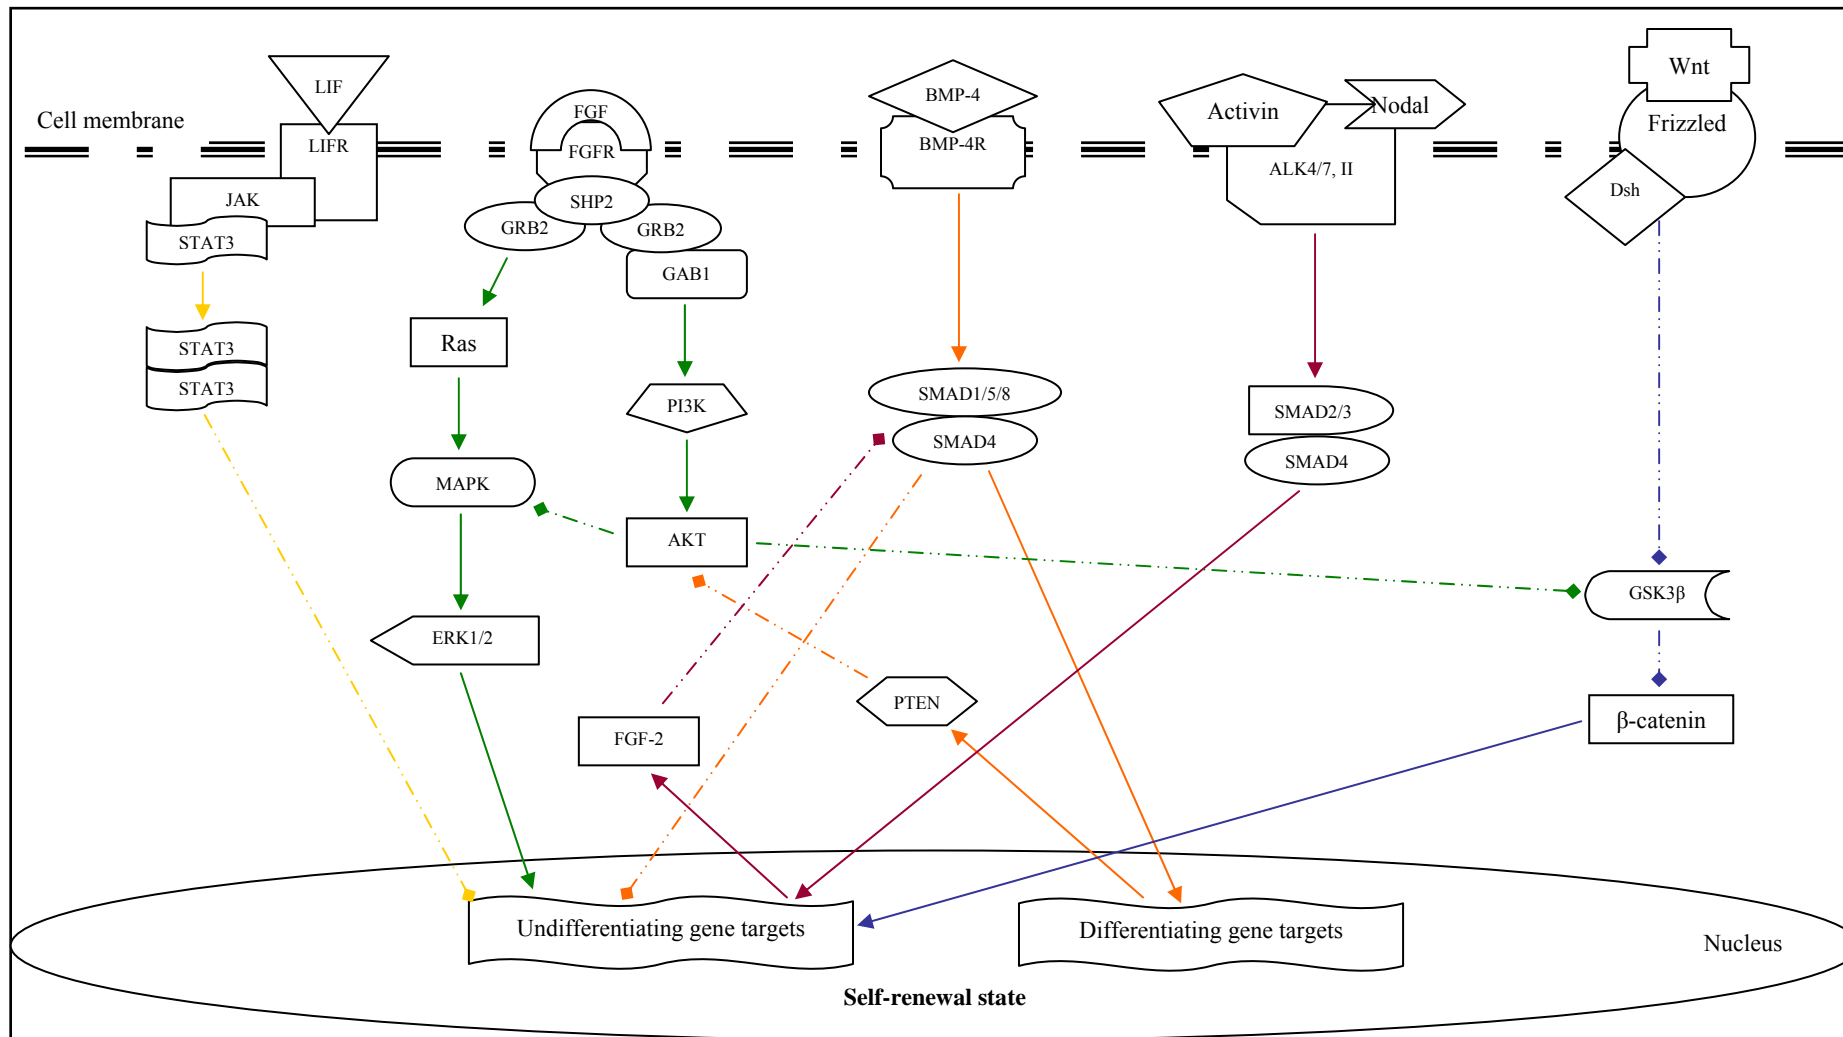 Wnt
LIF
BMP-4
FGF
Activin
Nodal
Cell membrane
Frizzled
LIFR
FGFR
BMP-4R
ALK4/7, II
JAK
SHP2
Dsh
STAT3
GRB2
GRB2
GAB1
Ras
STAT3
STAT3
PI3K
SMAD1/5/8
SMAD2/3
SMAD4
SMAD4
MAPK
AKT
GSK3β
ERK1/2
PTEN
β-catenin
FGF-2
Undifferentiating gene targets
Differentiating gene targets
Nucleus
Self-renewal state